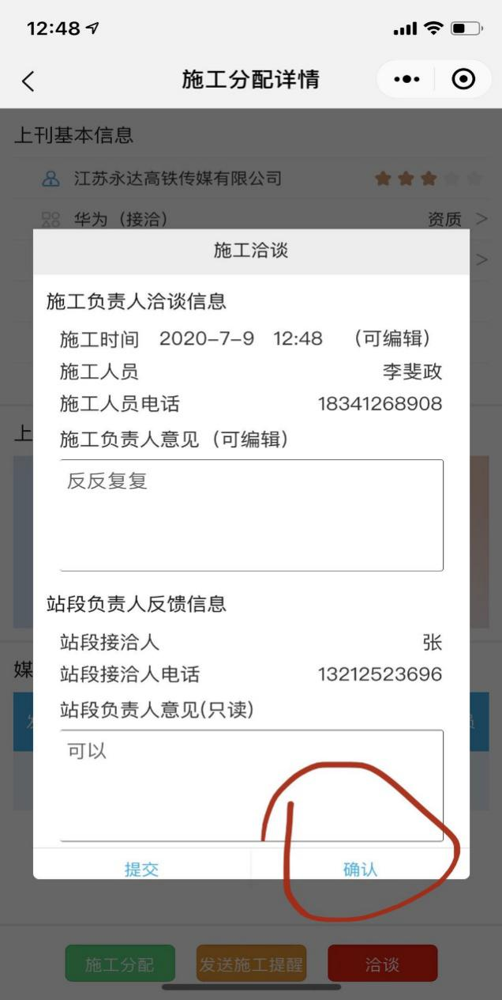 12:48
施工分配详情
上刊基本信息
江苏永达高铁传媒有限公司
华为（接洽） 资质 >
>
施工洽谈
施工负责人洽谈信息
施工时间 2020-7-9 12:48 （可编辑）
施工人员 李斐政
施工人员电话 18341268908
上
施工负责人意见（可编辑）
反反复复
站段负责人反馈信息
站段接洽人 张
媒
站段接洽人电话 13212523696
站段负责人意见(只读)
可以
提交 确认
施工分配 发送施工提醒 洽谈